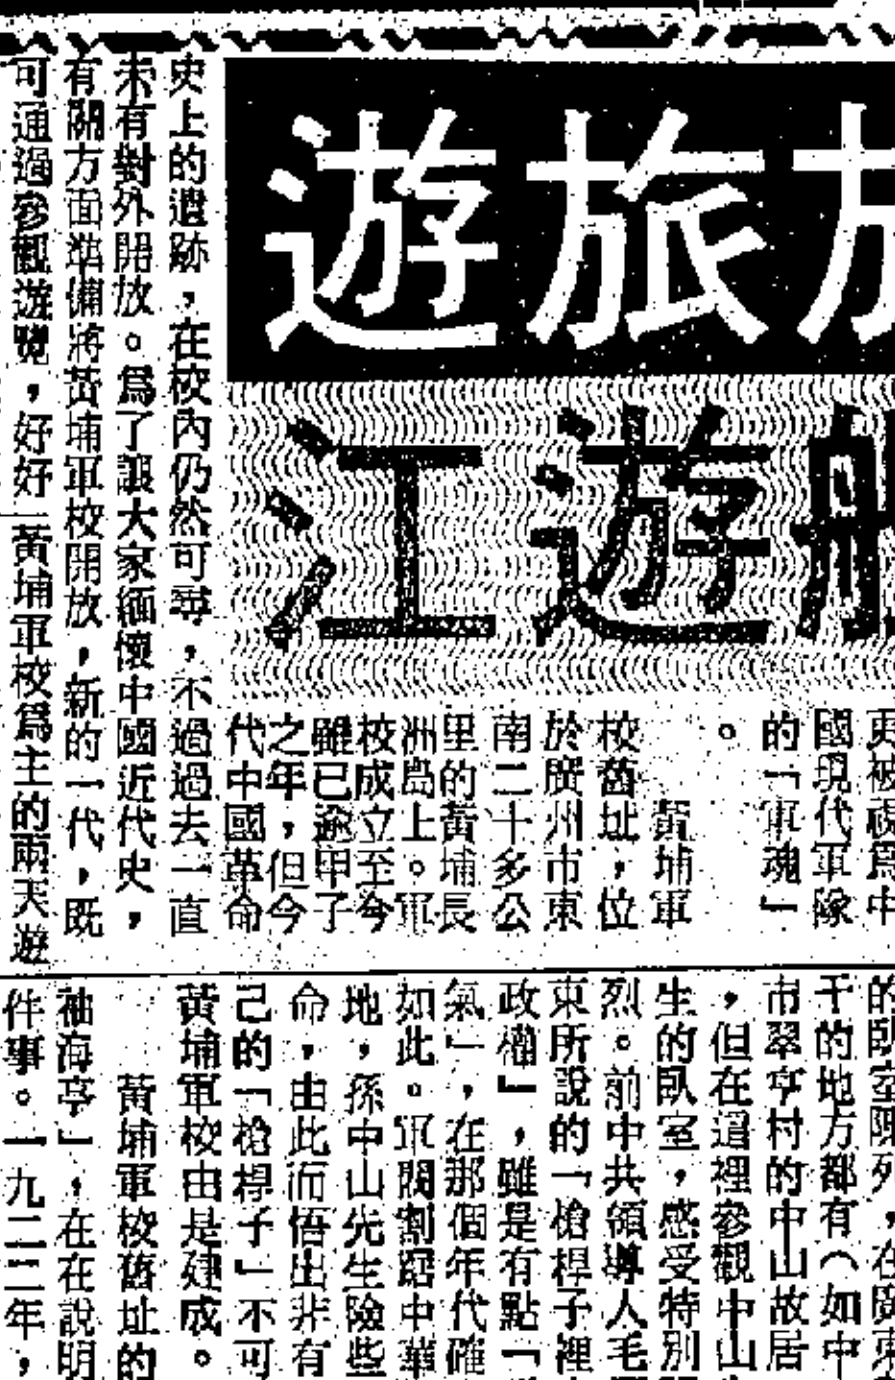 旅遊
遊江
更被視爲中
國現代軍隊
的「軍魂」
。
黃埔軍
校舊址，位
於廣州市東
南二十多公
里的黃埔長
洲島上。軍
校成立至今
雖已逾甲子
之年，但今
代中國革命
史上的遺跡，在校內仍然可尋，不過過去一直
未有對外開放。爲了讓大家緬懷中國近代史，
有關方面準備將黃埔軍校開放，新的一代，既
可通過參觀遊覽，好好一黃埔軍校爲主的兩天遊
的臥室陳列，在廣東
干的地方都有（如中
市翠亨村的中山故居
，但在這裡參觀中山
生的臥室，感受特別
烈。前中共領導人毛
東所說的「槍桿子裡
政權」，雖是有點「
氣」，在那個年代確
如此。軍閥割踞中華
地，孫中山先生險些
命，由此而悟出非有
己的「槍桿子」不可
黃埔軍校由是建成。
黃埔軍校舊址的
袖海亭」，在在說明
件事。一九二二年，